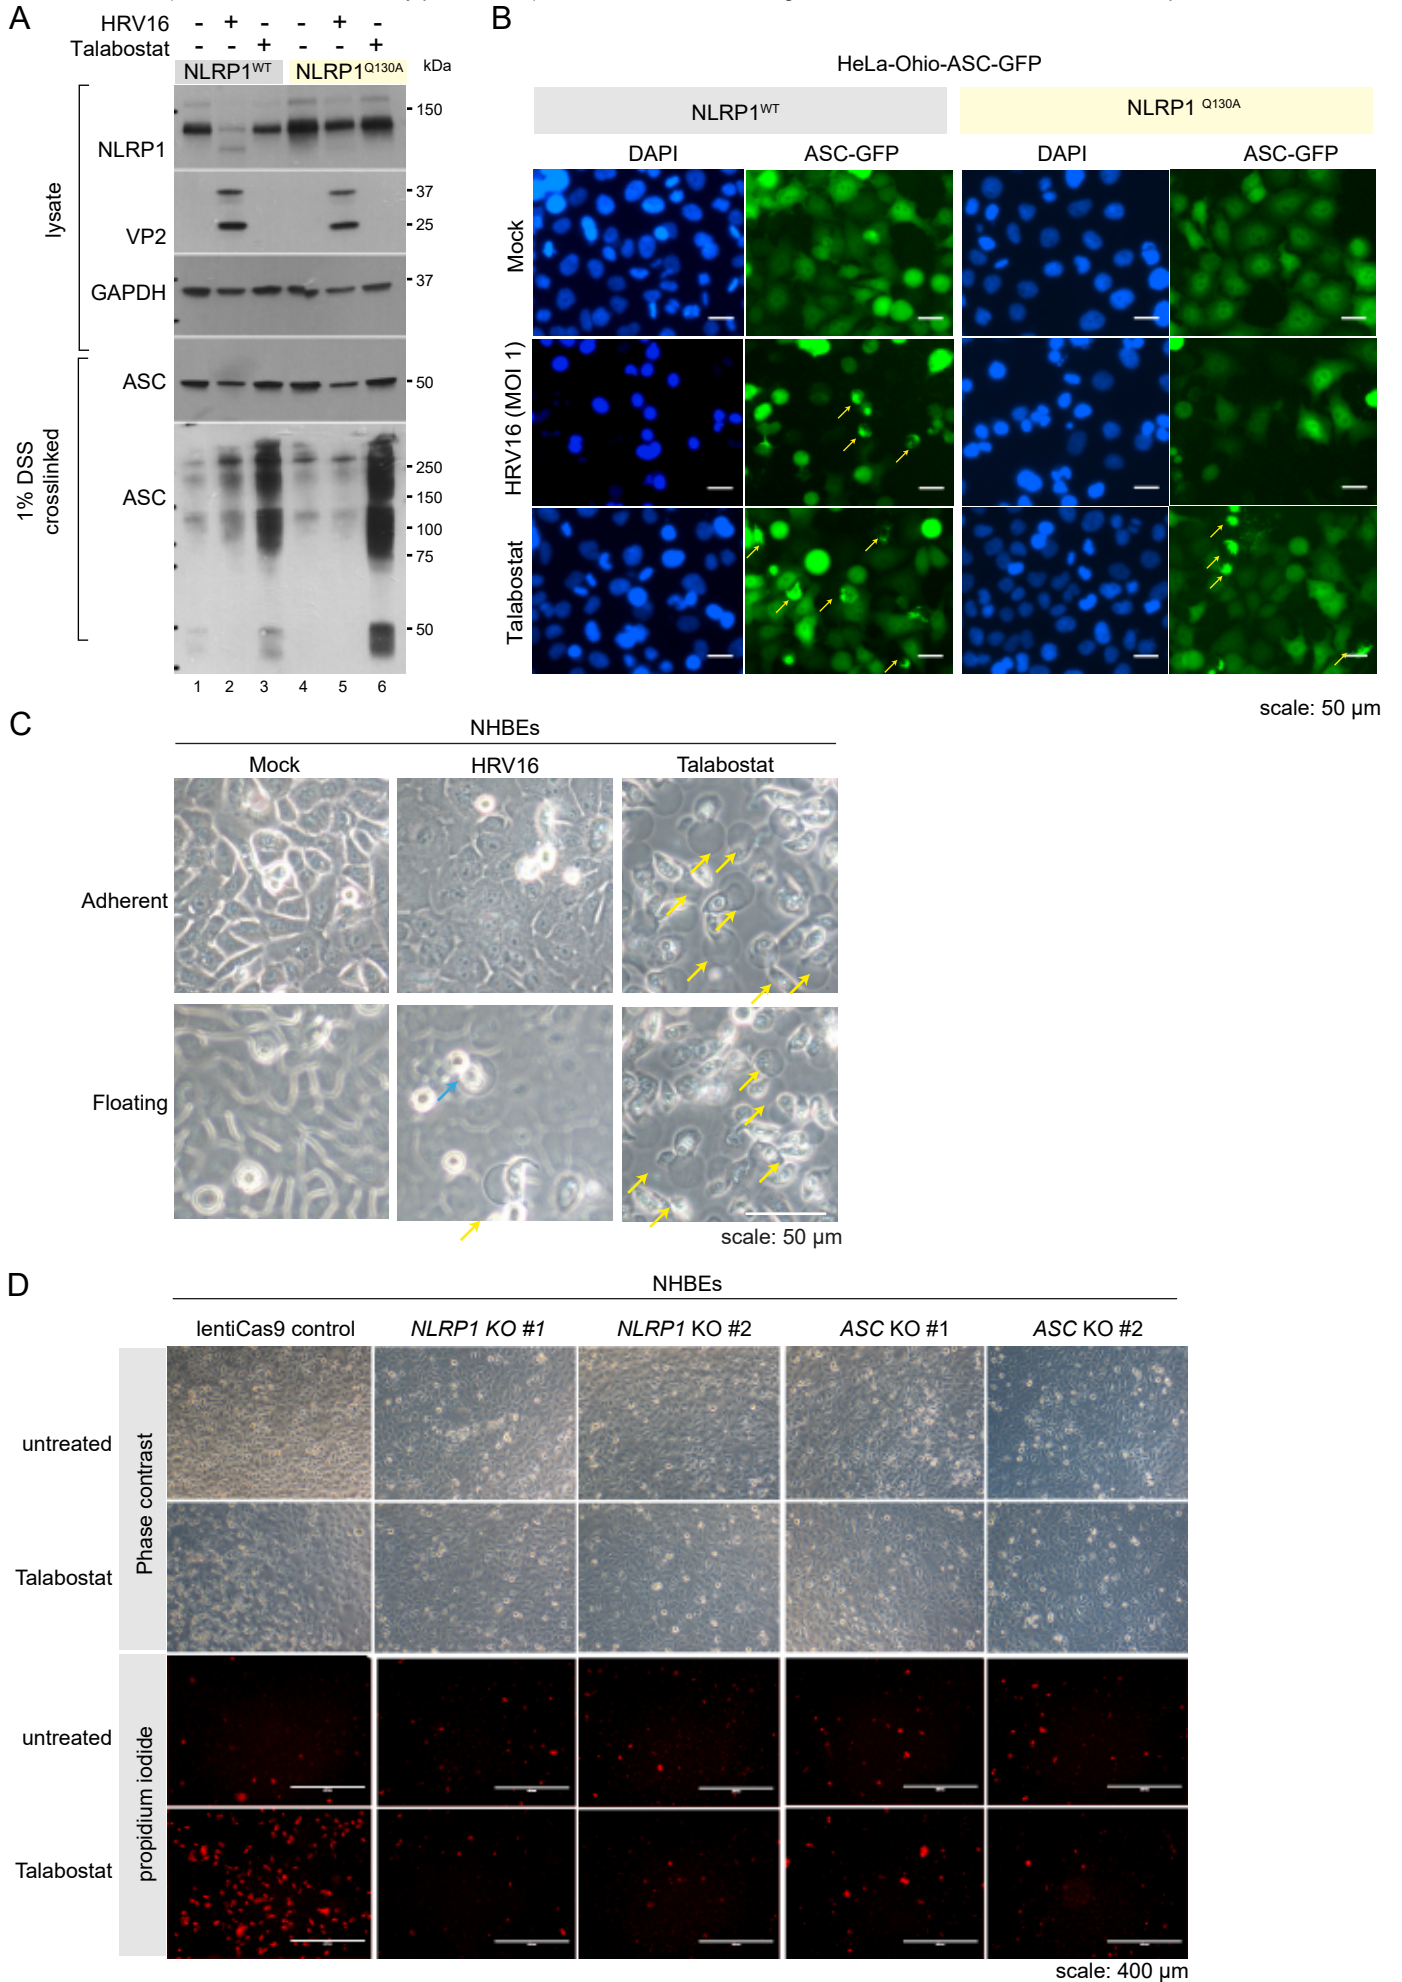 A
HRV16 - + - - + -
Talabostat - - + - - +
NLRP1WT NLRP1Q130A kDa
150
NLRP1
37
25
VP2
37
GAPDH
lysate
ASC
50
ASC
250
150
100
75
50
1% DSS
crosslinked
1 2 3 4 5 6
B
HeLa-Ohio-ASC-GFP
NLRP1WT NLRP1 Q130A
DAPI ASC-GFP DAPI ASC-GFP
Mock
HRV16 (MOI 1)
Talabostat
scale: 50 µm
C
NHBEs
Mock HRV16 Talabostat
Adherent
Floating
scale: 50 µm
D
NHBEs
lentiCas9 control NLRP1 KO #1 NLRP1 KO #2 ASC KO #1 ASC KO #2
untreated
Talabostat
Phase contrast
untreated
Talabostat
propidium iodide
scale: 400 µm